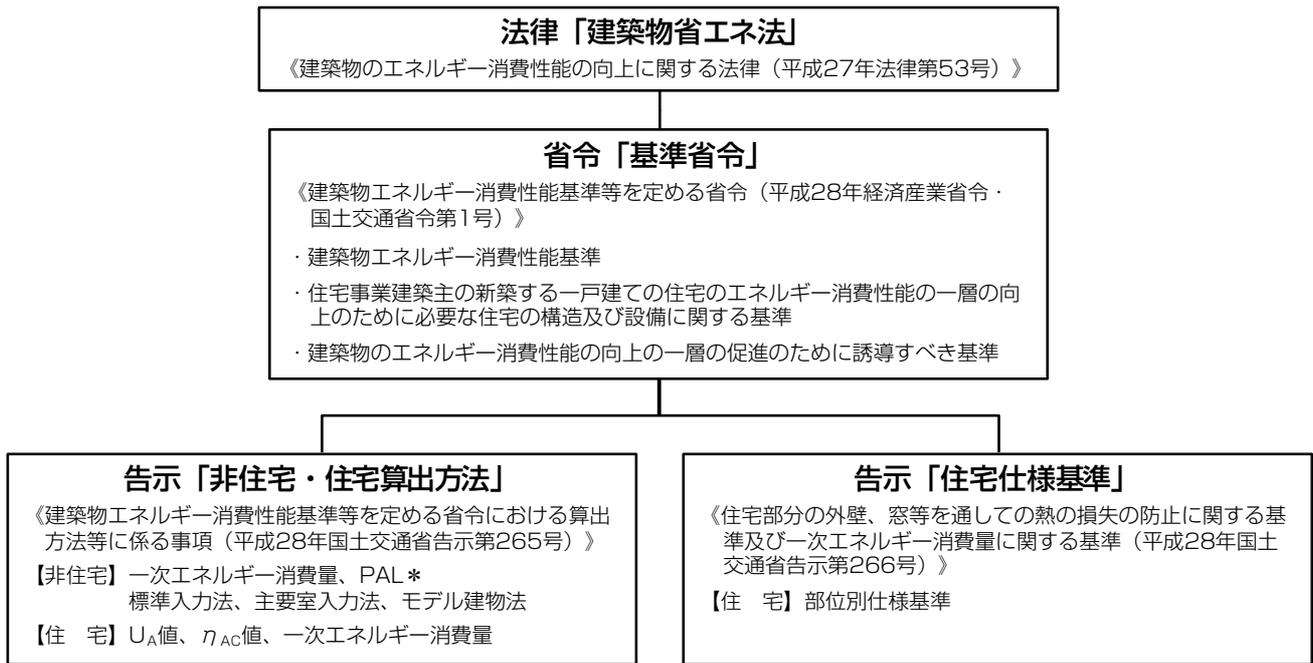 法律「建築物省エネ法」
《建築物のエネルギー消費性能の向上に関する法律（平成27年法律第53号）》
省令「基準省令」
《建築物エネルギー消費性能基準等を定める省令（平成28年経済産業省令・
国土交通省令第1号）》
・建築物エネルギー消費性能基準
・住宅事業建築主の新築する一戸建ての住宅のエネルギー消費性能の一層の向
上のために必要な住宅の構造及び設備に関する基準
・建築物のエネルギー消費性能の向上の一層の促進のために誘導すべき基準
告示「非住宅・住宅算出方法」
《建築物エネルギー消費性能基準等を定める省令における算出
方法等に係る事項（平成28年国土交通省告示第265号）》
【非住宅】一次エネルギー消費量、PAL＊
標準入力法、主要室入力法、モデル建物法
【住　宅】UA値、ηAC値、一次エネルギー消費量
告示「住宅仕様基準」
《住宅部分の外壁、窓等を通しての熱の損失の防止に関する基
準及び一次エネルギー消費量に関する基準（平成28年国土
交通省告示第266号）》
【住　宅】部位別仕様基準